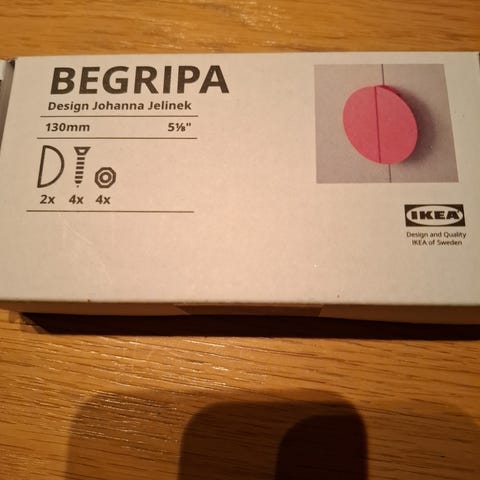 BEGRIPA
Design Johanna Jelinek
130mm 5⅛"
2x 4x 4x
IKEA
Design and Quality
IKEA of Sweden